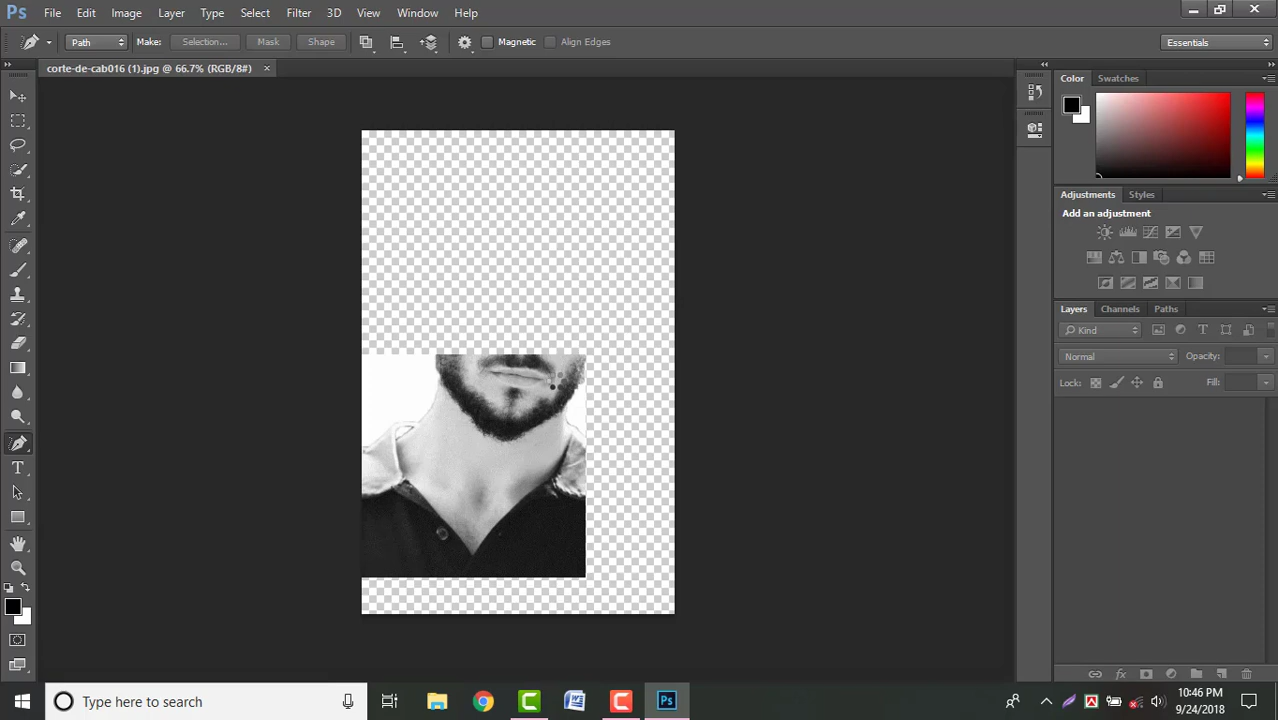 Ps File Edit Image Layer Type Select Filter 3D View Window Help
Path Make: Selection... Mask Shape Magnetic Align Edges Essentials
corte-de-cab016 (1).jpg @ 66.7% (RGB/8#) ×
Color Swatches
Adjustments Styles
Add an adjustment
Layers Channels Paths
Kind
Normal Opacity:
Lock: Fill:
Type here to search
10:46 PM
9/24/2018